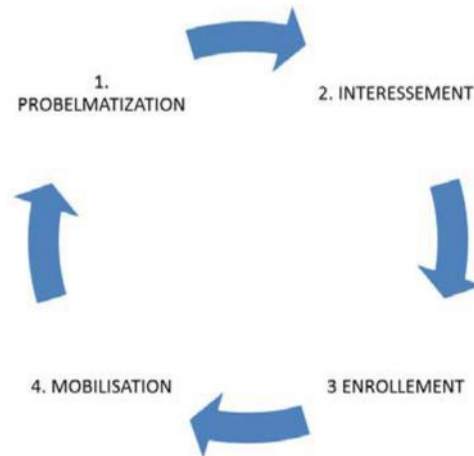 1.
PROBELMATIZATION
2. INTERESSEMENT
3 ENROLLEMENT
4. MOBILISATION